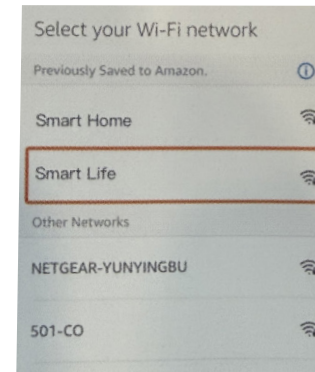 Select your Wi-Fi network
Previously Saved to Amazon.
Smart Home
Smart Life
Other Networks
NETGEAR-YUNYINGBU
501-CO